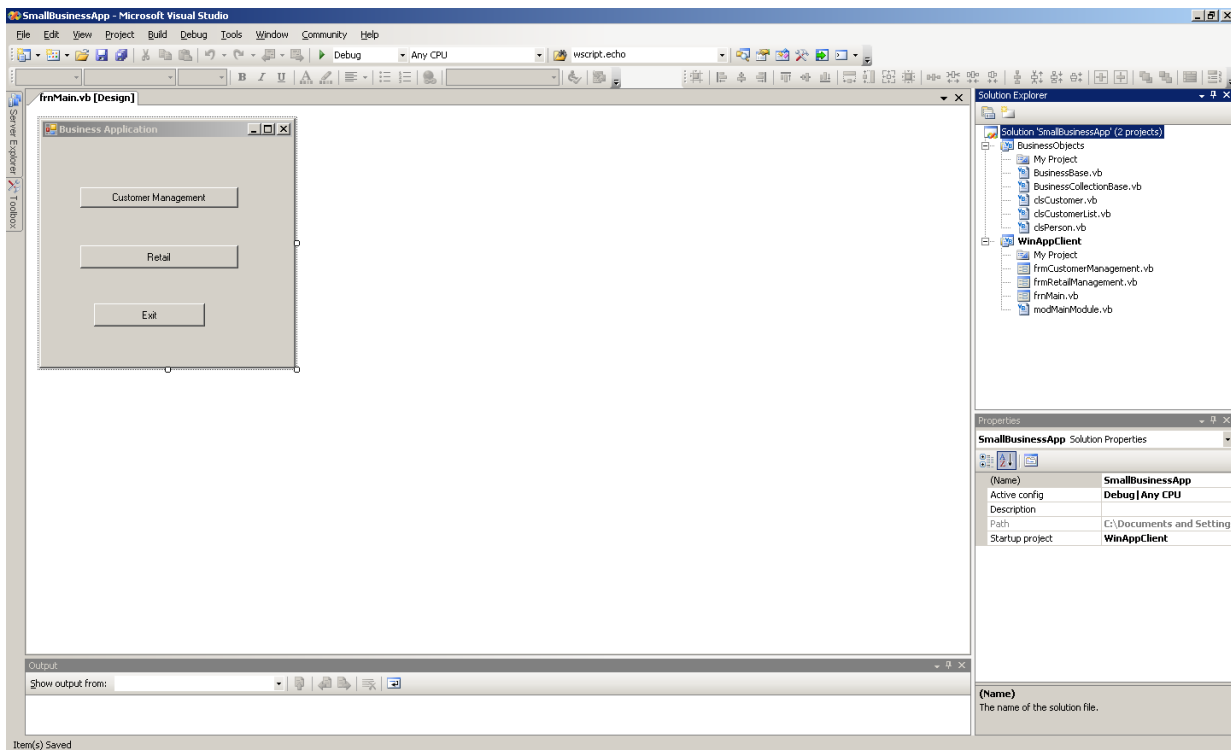 SmallBusinessApp - Microsoft Visual Studio
File Edit View Project Build Debug Tools Window Community Help
Debug Any CPU wscript.echo
B I U A
Server Explorer
Toolbox
frnMain.vb [Design]
Business Application
Customer Management
Retail
Exit
Solution Explorer
Solution 'SmallBusinessApp' (2 projects)
BusinessObjects
My Project
BusinessBase.vb
BusinessCollectionBase.vb
clsCustomer.vb
clsCustomerList.vb
clsPerson.vb
WinAppClient
My Project
frmCustomerManagement.vb
frmRetailManagement.vb
frnMain.vb
modMainModule.vb
Properties
SmallBusinessApp Solution Properties
(Name) SmallBusinessApp
Active config Debug|Any CPU
Description
Path C:\Documents and Setting
Startup project WinAppClient
(Name)
The name of the solution file.
Output
Show output from:
Item(s) Saved